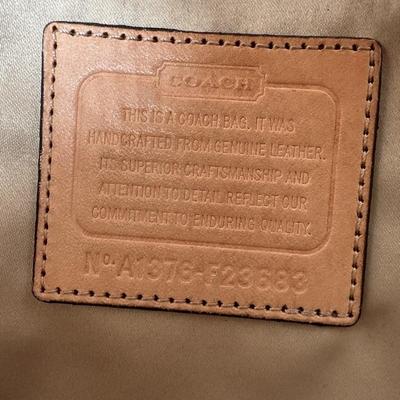 COACH
THIS IS A COACH BAG. IT WAS
HANDCRAFTED FROM GENUINE LEATHER.
ITS SUPERIOR CRAFTSMANSHIP AND
ATTENTION TO DETAIL REFLECT OUR
COMMITMENT TO ENDURING QUALITY.
No. A1376-F23683